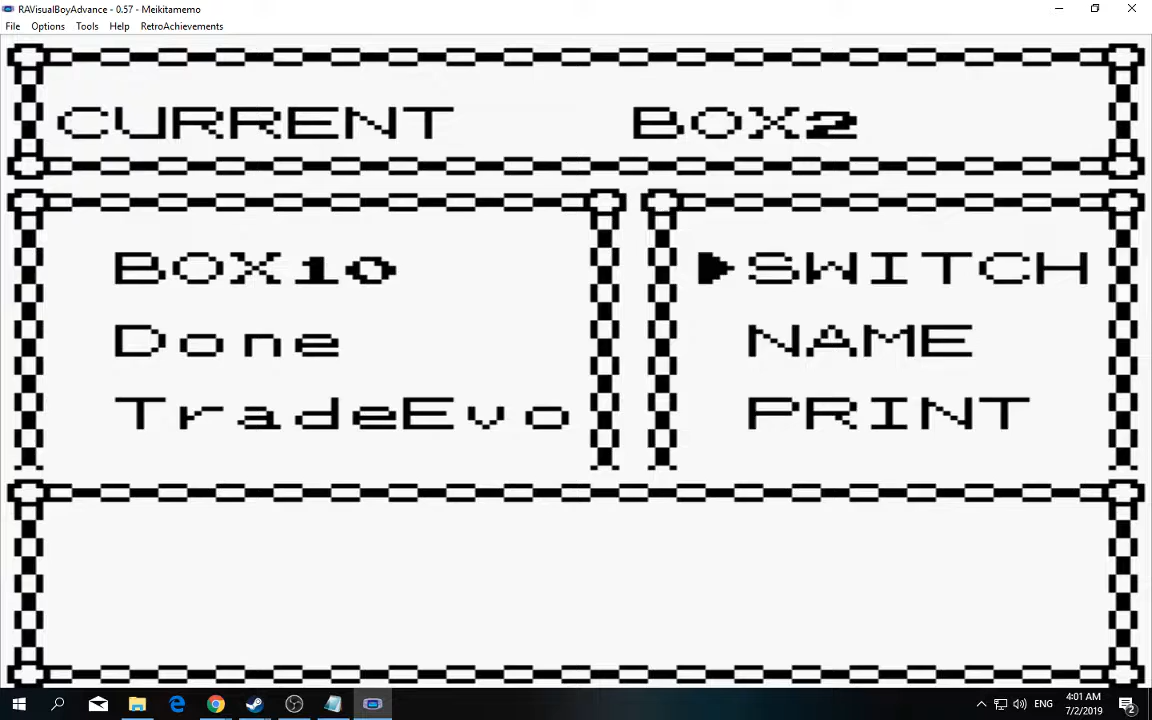 RAVisualBoyAdvance - 0.57 - Meikitamemo
File Options Tools Help RetroAchievements
CURRENT BOX2
BOX10
Done
TradeEvo
▶SWITCH
NAME
PRINT
ENG
4:01 AM
7/2/2019
2